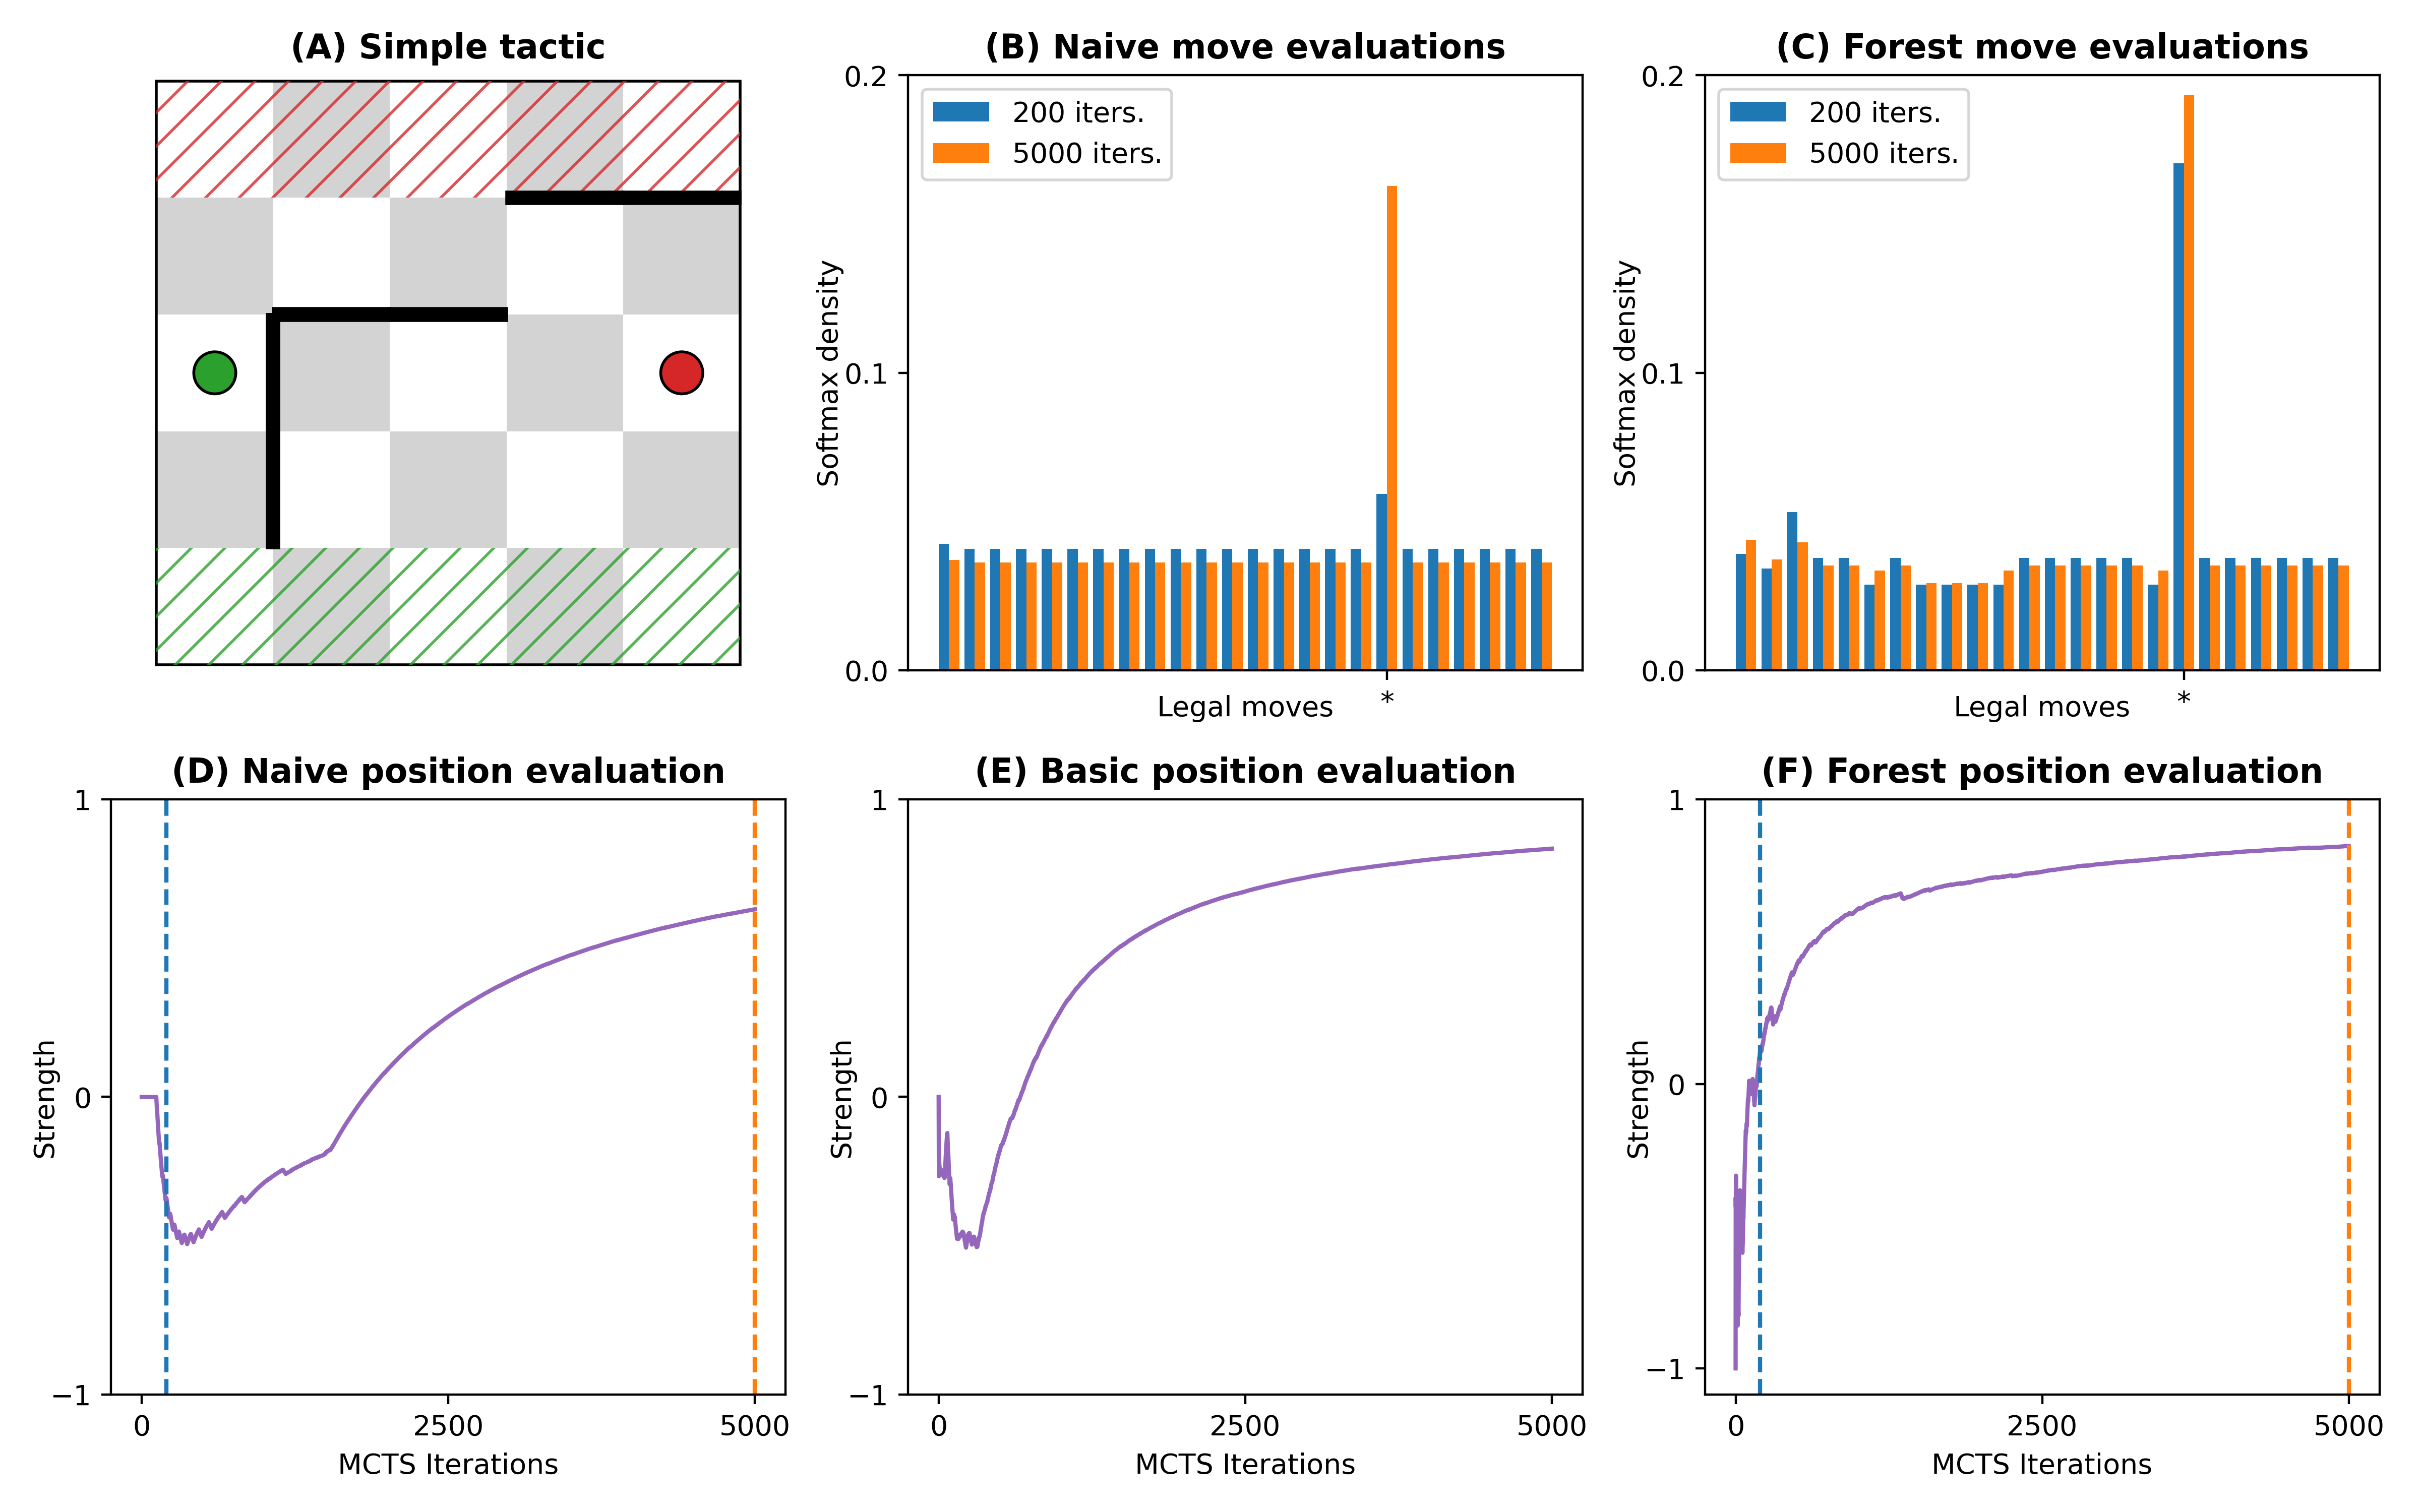 (A) Simple tactic
(B) Naive move evaluations
0.2
0.1
0.0
Softmax density
200 iters.
5000 iters.
Legal moves
*
(C) Forest move evaluations
0.2
0.1
0.0
Softmax density
200 iters.
5000 iters.
Legal moves
*
(D) Naive position evaluation
1
0
−1
Strength
0
2500
5000
MCTS Iterations
(E) Basic position evaluation
1
0
−1
Strength
0
2500
5000
MCTS Iterations
(F) Forest position evaluation
1
0
−1
Strength
0
2500
5000
MCTS Iterations